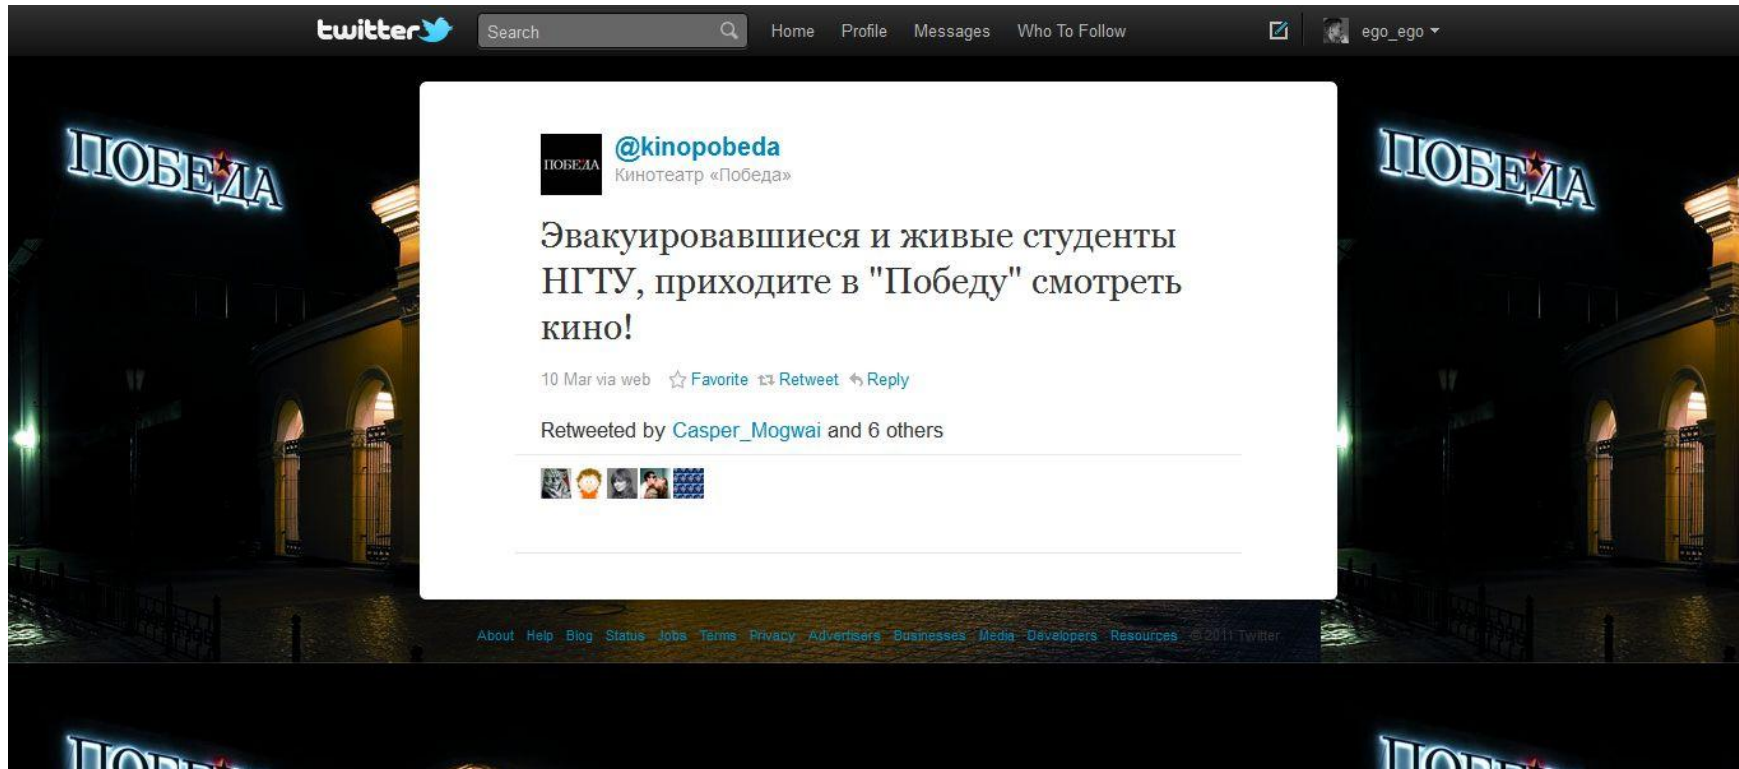 twitter
Search
Home Profile Messages Who To Follow
ego_ego
ПОБЕДА
ПОБЕДА
ПОБЕДА
@kinopobeda
Кинотеатр «Победа»
Эвакуировавшиеся и живые студенты
НГТУ, приходите в "Победу" смотреть
кино!
10 Mar via web Favorite Retweet Reply
Retweeted by Casper_Mogwai and 6 others
About Help Blog Status Jobs Terms Privacy Advertisers Businesses Media Developers Resources © 2011 Twitter